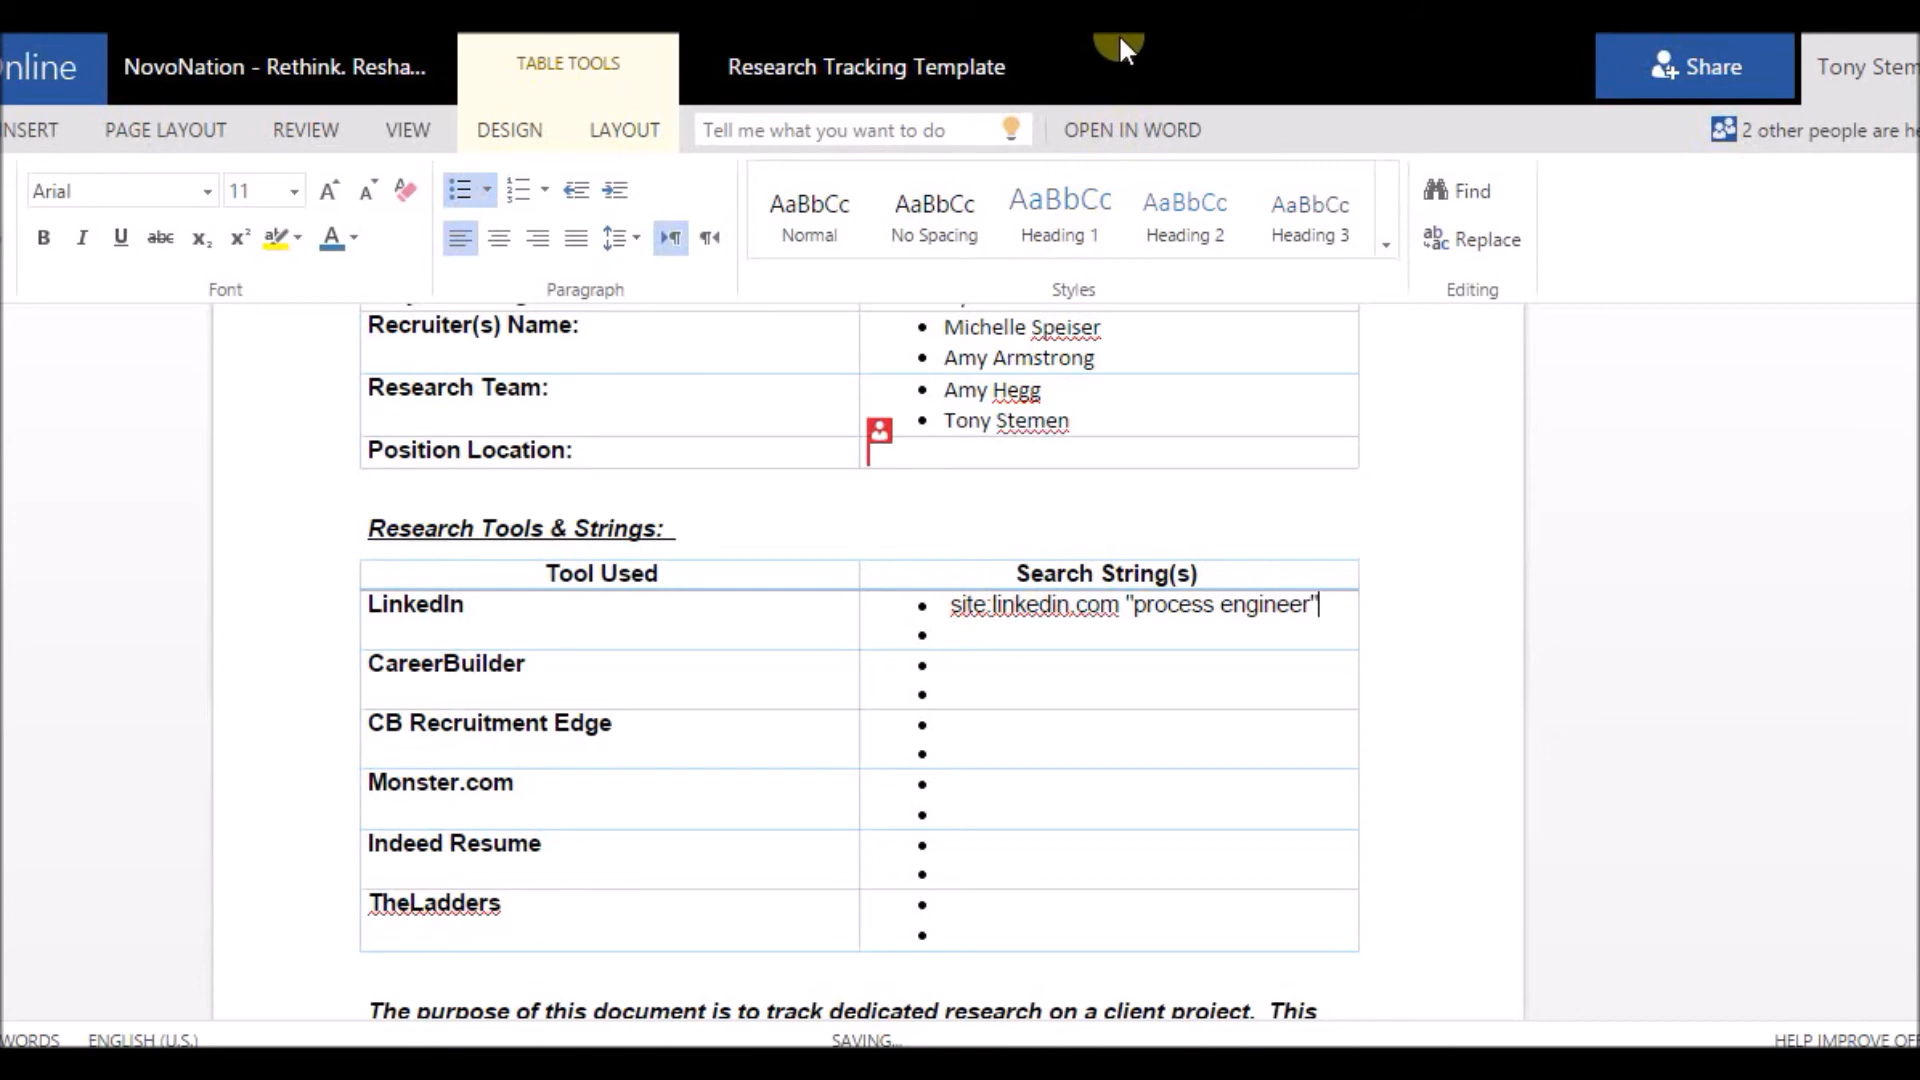 nline
NovoNation - Rethink. Resha...
TABLE TOOLS
Research Tracking Template
Share
Tony Stem
INSERT
PAGE LAYOUT
REVIEW
VIEW
DESIGN
LAYOUT
Tell me what you want to do
OPEN IN WORD
2 other people are he
Arial
11
AaBbCc
AaBbCc
AaBbCc
AaBbCc
AaBbCc
Normal
No Spacing
Heading 1
Heading 2
Heading 3
Find
Replace
Font
Paragraph
Styles
Editing
Recruiter(s) Name:
• Michelle Speiser
• Amy Armstrong
Research Team:
• Amy Hegg
• Tony Stemen
Position Location:
Research Tools & Strings:
Tool Used
Search String(s)
LinkedIn
• site:linkedin.com "process engineer"
CareerBuilder
CB Recruitment Edge
Monster.com
Indeed Resume
TheLadders
The purpose of this document is to track dedicated research on a client project. This
WORDS
ENGLISH (U.S.)
SAVING...
HELP IMPROVE OFF